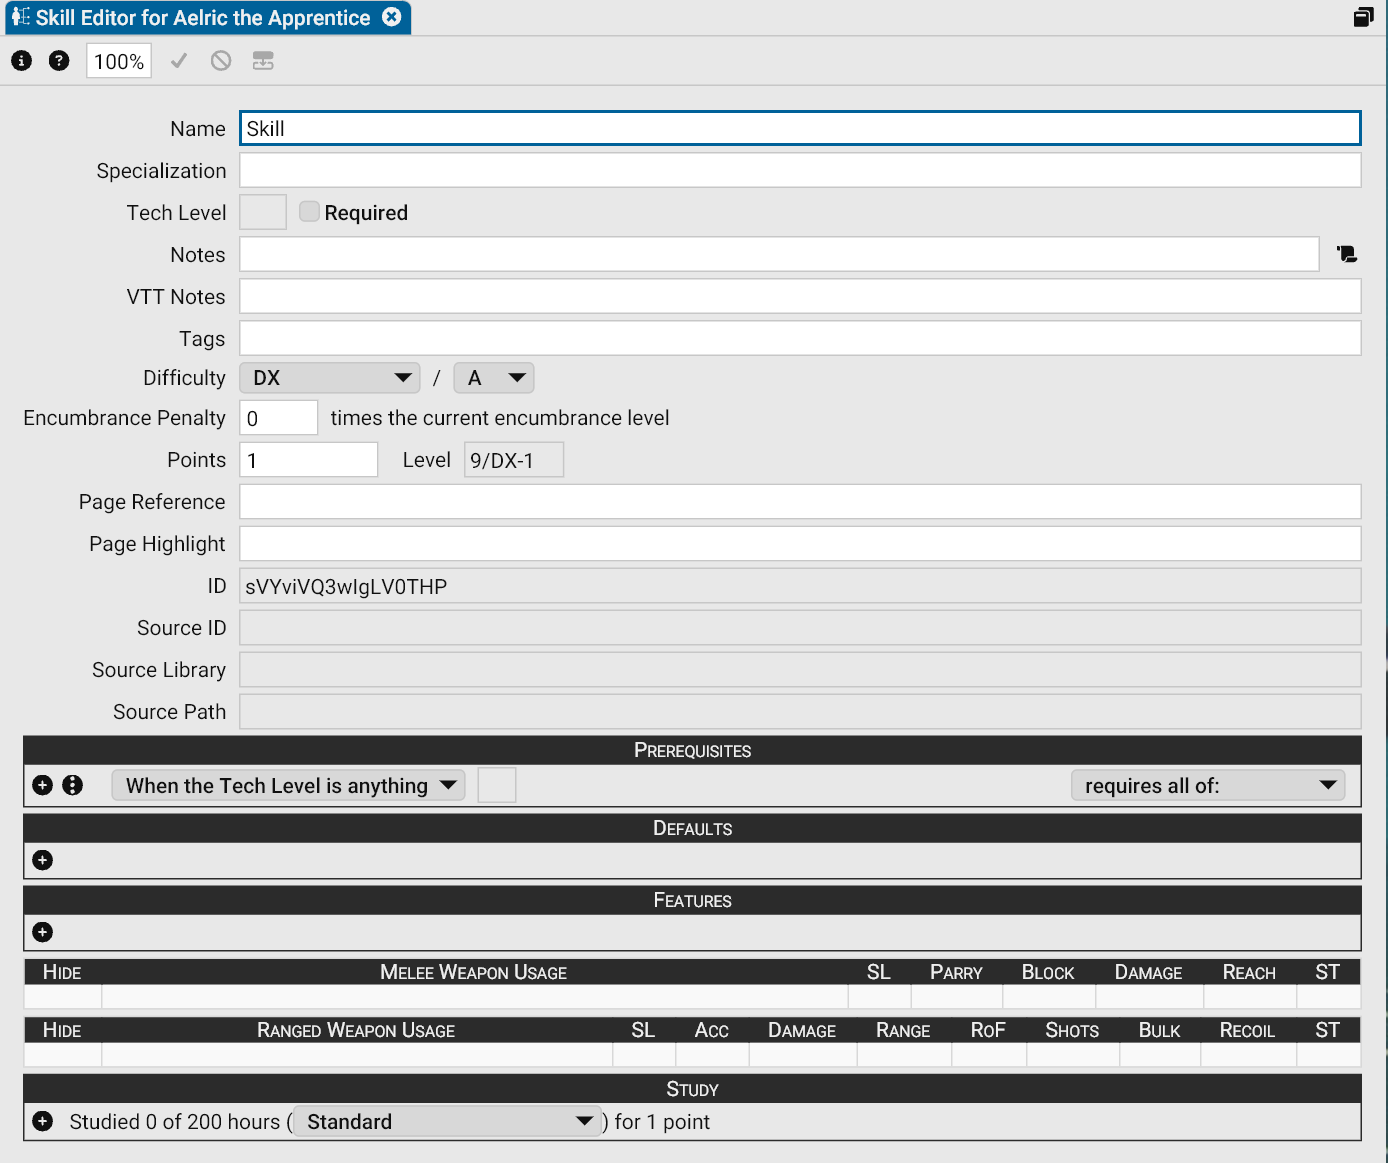 Skill Editor for Aelric the Apprentice
100%
Name Skill
Specialization
Tech Level Required
Notes
VTT Notes
Tags
Difficulty DX / A
Encumbrance Penalty 0 times the current encumbrance level
Points 1 Level 9/DX-1
Page Reference
Page Highlight
ID sVYviVQ3wIgLV0THP
Source ID
Source Library
Source Path
Prerequisites
When the Tech Level is anything requires all of:
Defaults
Features
Hide Melee Weapon Usage SL Parry Block Damage Reach ST
Hide Ranged Weapon Usage SL Acc Damage Range RoF Shots Bulk Recoil ST
Study
Studied 0 of 200 hours ( Standard ) for 1 point